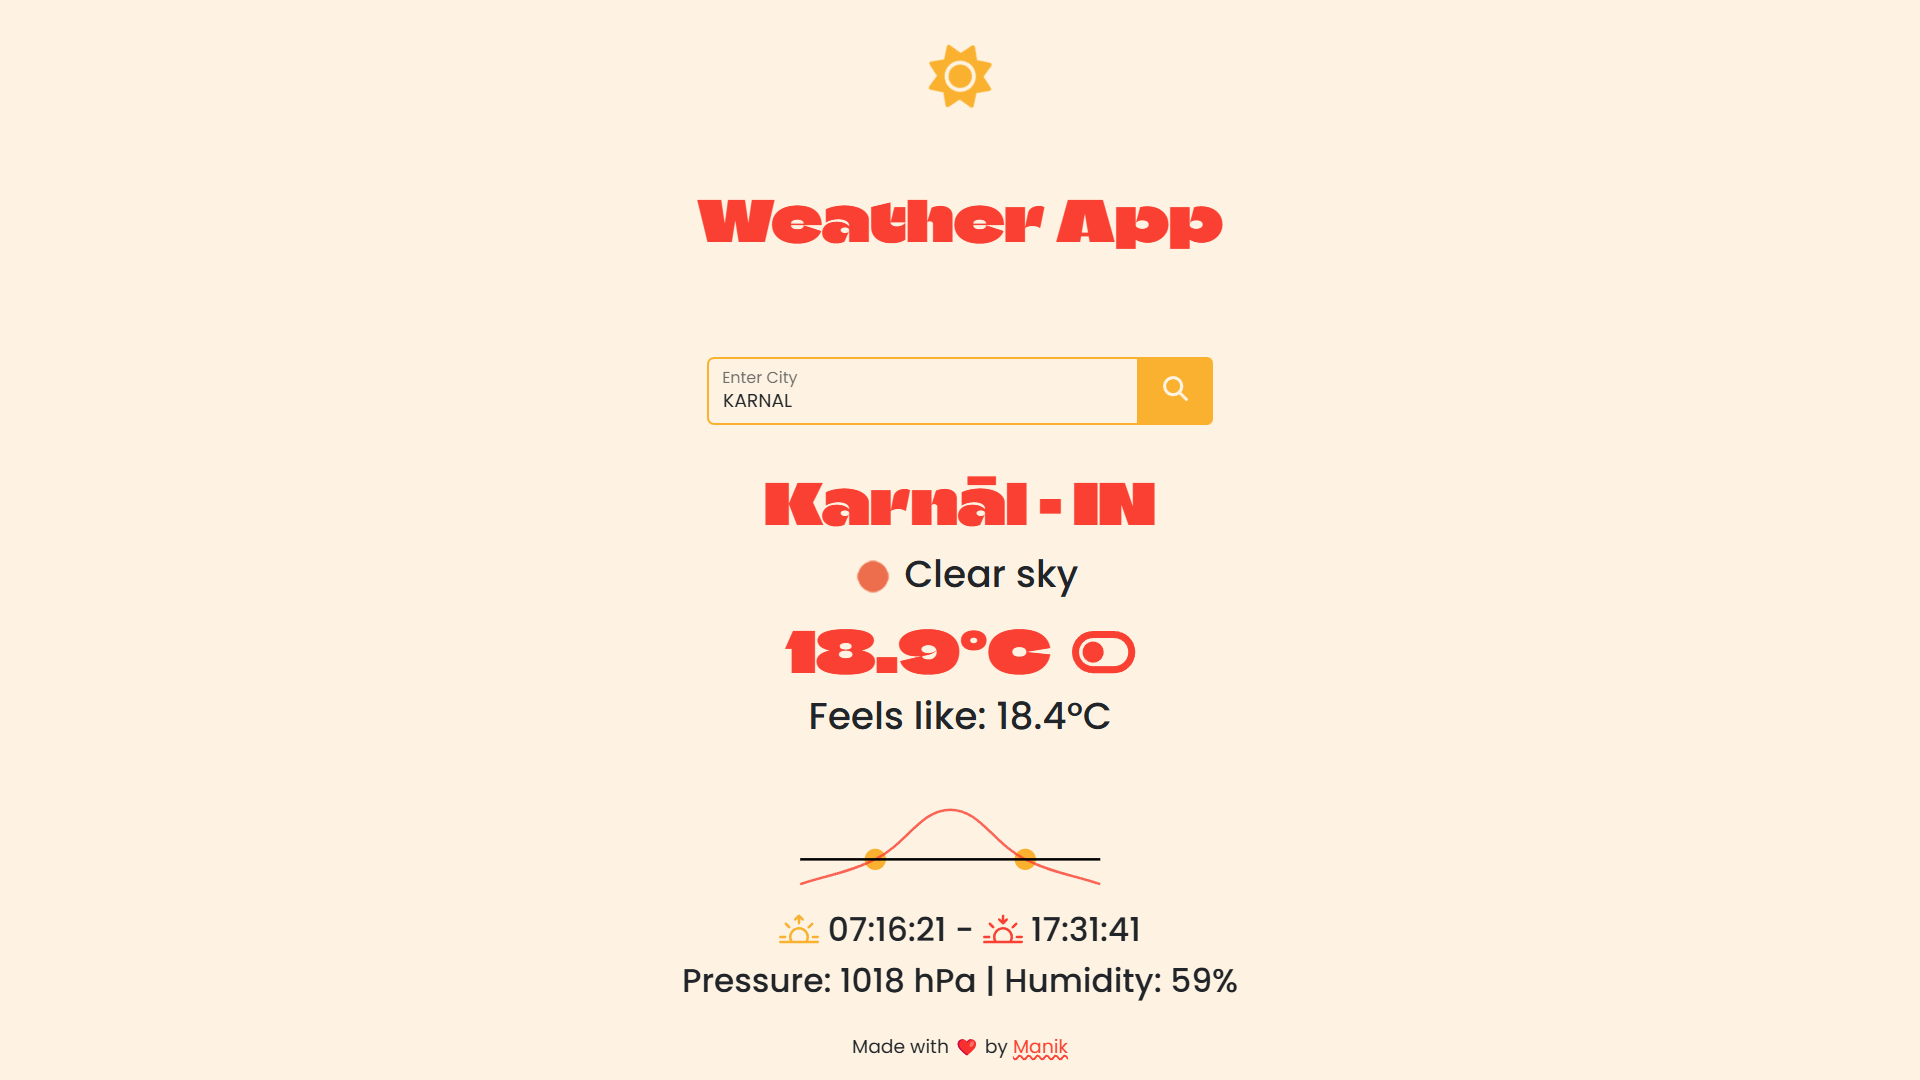 Weather App
Enter City
KARNAL
Karnāl - IN
Clear sky
18.9°C
Feels like: 18.4°C
07:16:21 - 17:31:41
Pressure: 1018 hPa | Humidity: 59%
Made with ❤️ by Manik